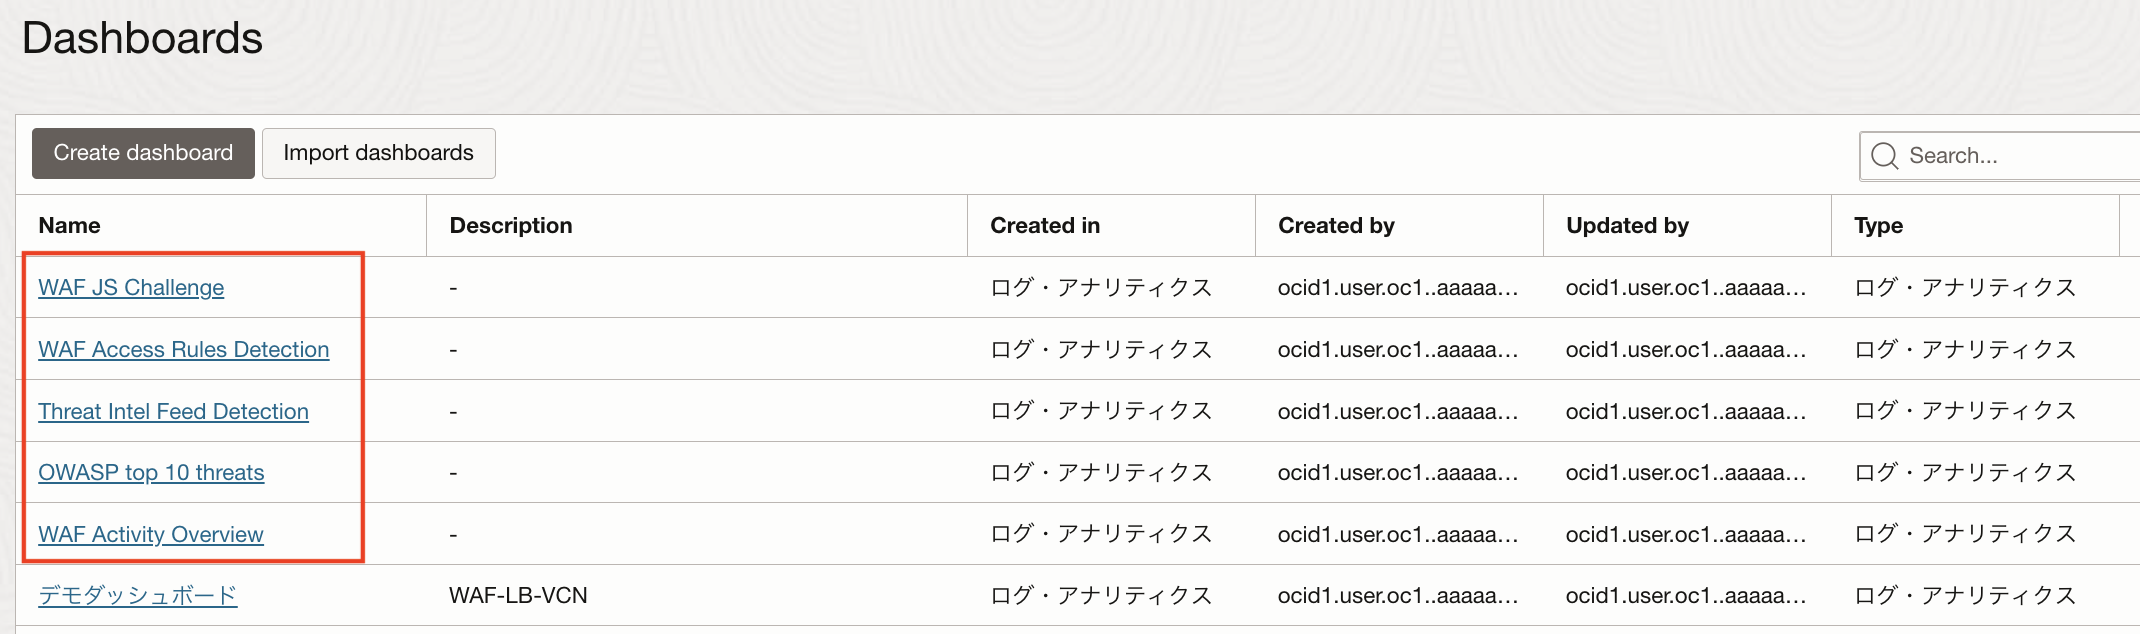 Dashboards
Create dashboard Import dashboards Search...
Name Description Created in Created by Updated by Type
WAF JS Challenge - ログ・アナリティクス ocid1.user.oc1..aaaaa... ocid1.user.oc1..aaaaa... ログ・アナリティクス
WAF Access Rules Detection - ログ・アナリティクス ocid1.user.oc1..aaaaa... ocid1.user.oc1..aaaaa... ログ・アナリティクス
Threat Intel Feed Detection - ログ・アナリティクス ocid1.user.oc1..aaaaa... ocid1.user.oc1..aaaaa... ログ・アナリティクス
OWASP top 10 threats - ログ・アナリティクス ocid1.user.oc1..aaaaa... ocid1.user.oc1..aaaaa... ログ・アナリティクス
WAF Activity Overview - ログ・アナリティクス ocid1.user.oc1..aaaaa... ocid1.user.oc1..aaaaa... ログ・アナリティクス
デモダッシュボード WAF-LB-VCN ログ・アナリティクス ocid1.user.oc1..aaaaa... ocid1.user.oc1..aaaaa... ログ・アナリティクス